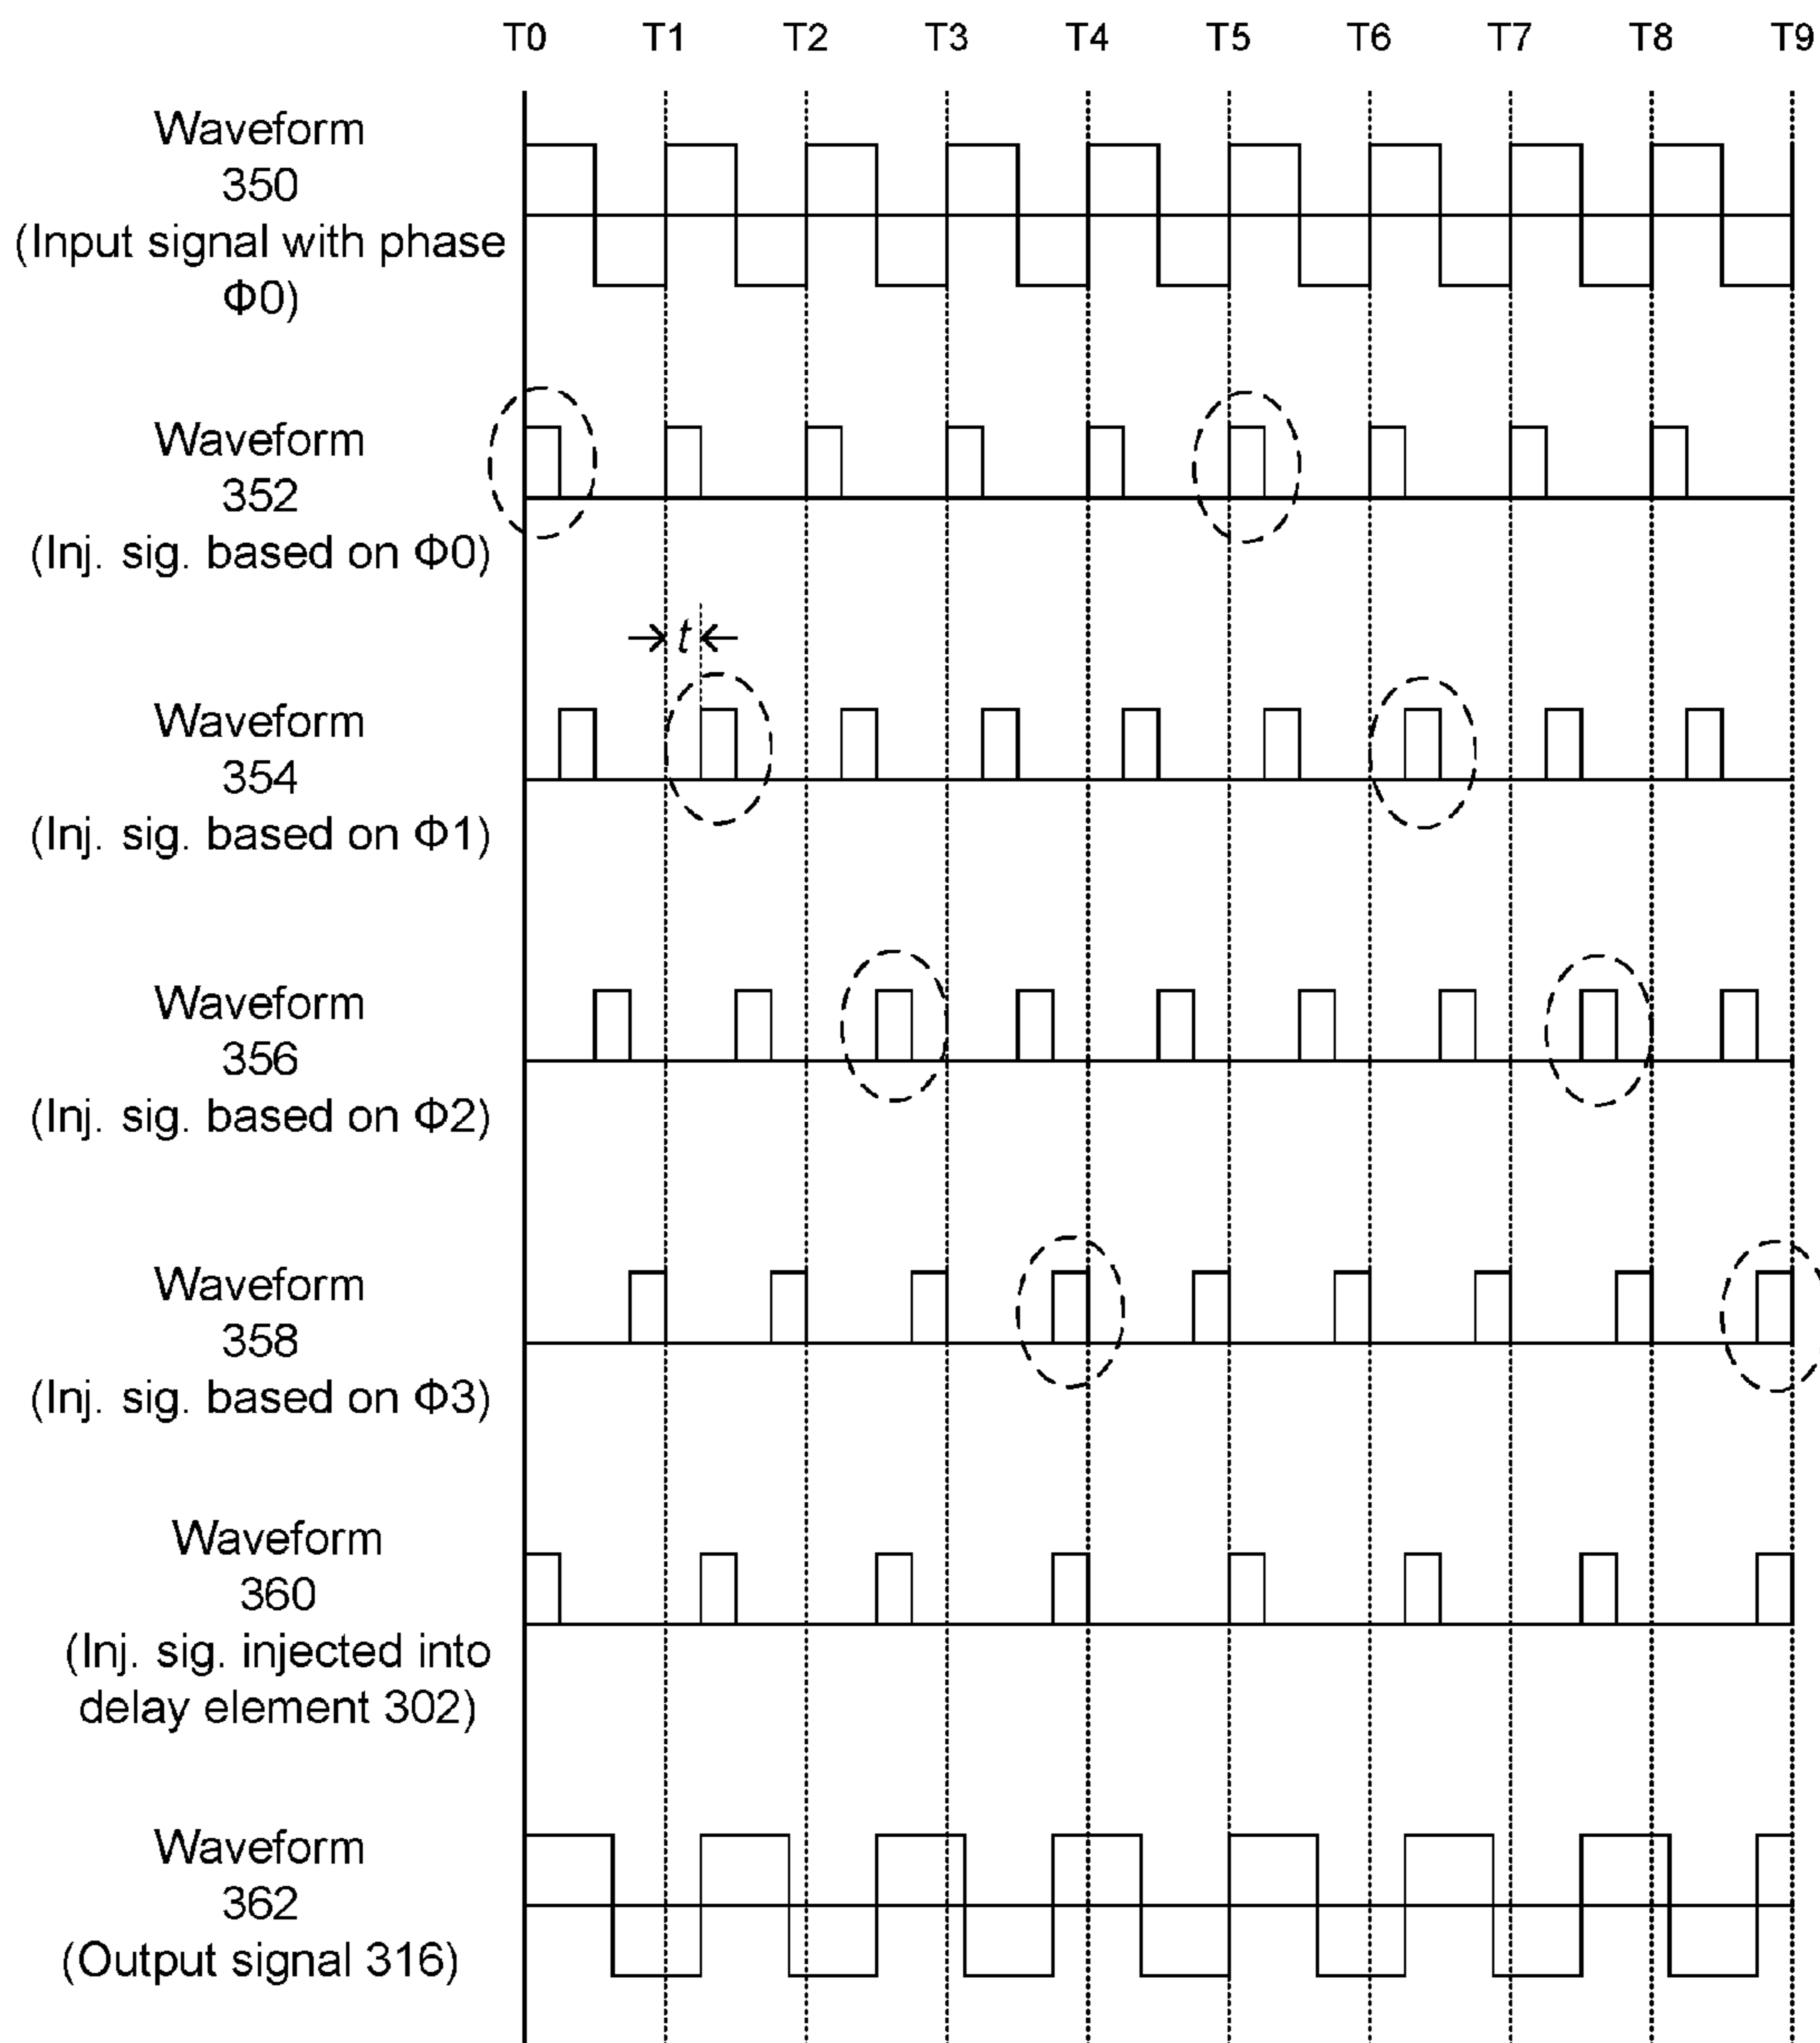 T0 T1 T2 T3 T4 T5 T6 T7 T8 T9
Waveform
350
(Input signal with phase
Φ0)
Waveform
352
(Inj. sig. based on Φ0)
t
Waveform
354
(Inj. sig. based on Φ1)
Waveform
356
(Inj. sig. based on Φ2)
Waveform
358
(Inj. sig. based on Φ3)
Waveform
360
(Inj. sig. injected into
delay element 302)
Waveform
362
(Output signal 316)